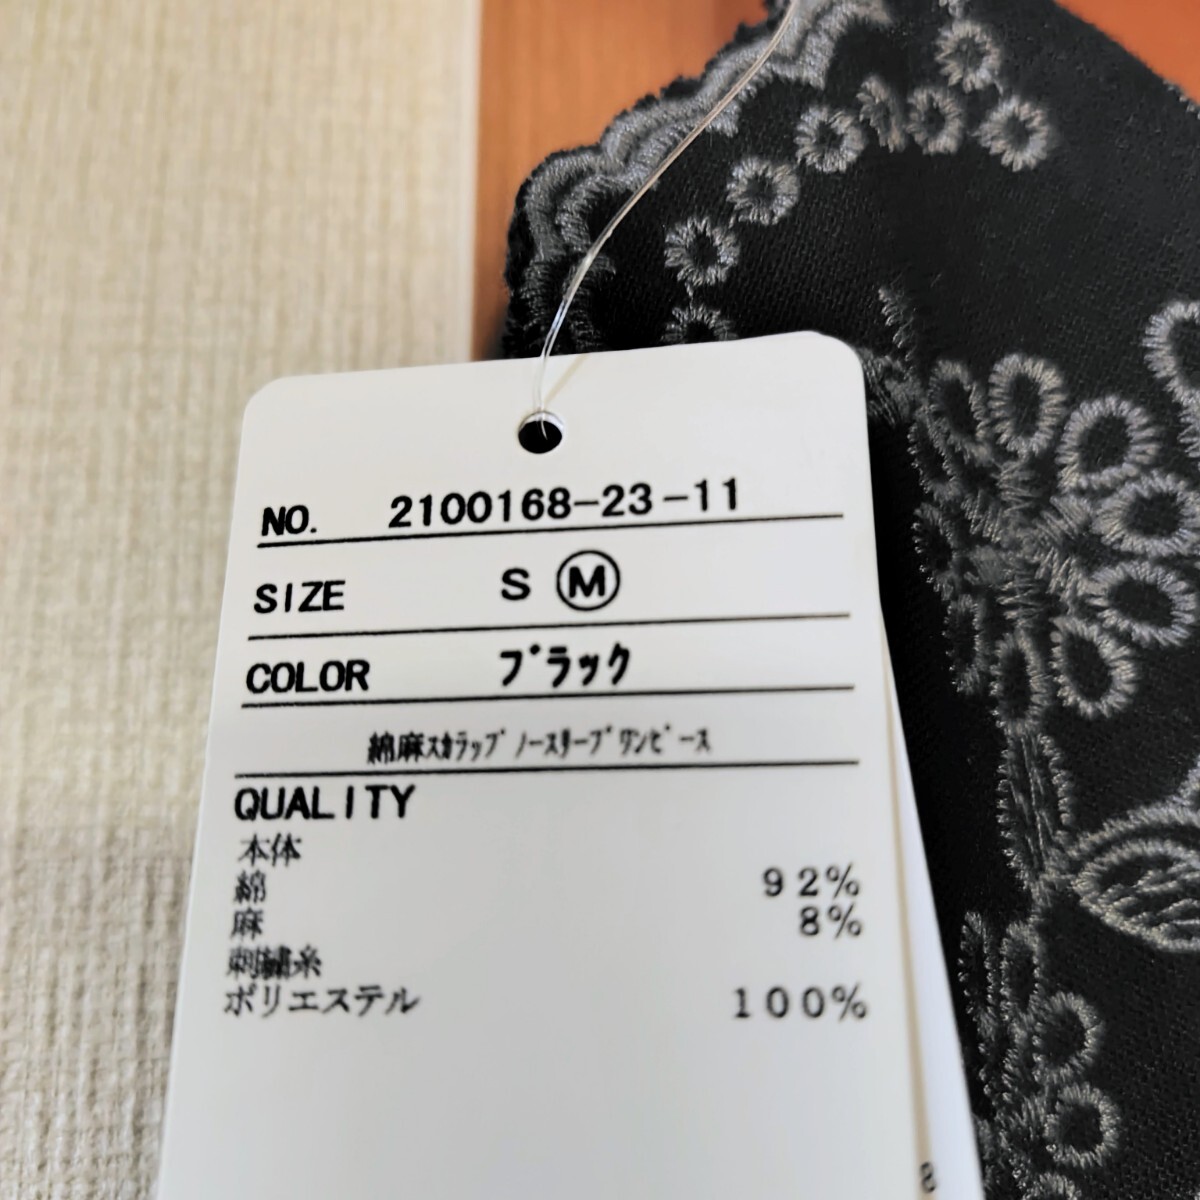 NO. 2100168-23-11
SIZE S Ⓜ
COLOR ブラック
綿麻スカラップノースリーブワンピース
QUALITY
本体
綿 92%
麻 8%
刺繍糸
ポリエステル 100%
8